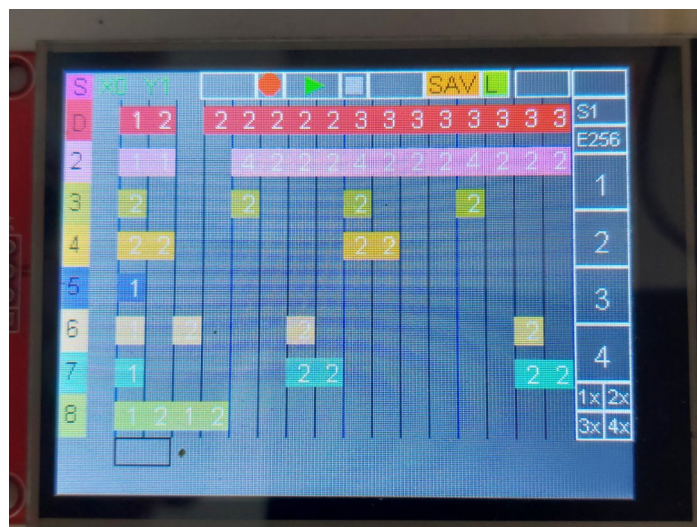 S X0 Y1 SAV L
D 1 2 2 2 2 2 2 3 3 3 3 3 3 3 3 S1
E256
2 1 1 4 2 2 2 4 2 2 2 4 2 2 2
1
3 2 2 2 2
4 2 2 2 2
2
5 1
3
6 1 2 2 2
7 1 2 2 2 2
4
1x 2x
8 1 2 1 2
3x 4x